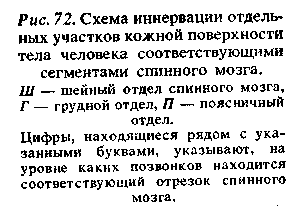 Рис. 72. Схема иннервации отдель-
ных участков кожной поверхности
тела человека соответствующими
сегментами спинного мозга.
Ш — шейный отдел спинного мозга,
Г — грудной отдел, П — поясничный
отдел.
Цифры, находящиеся рядом с ука-
занными буквами, указывают, на
уровне каких позвонков находится
соответствующий отрезок спинного
мозга.